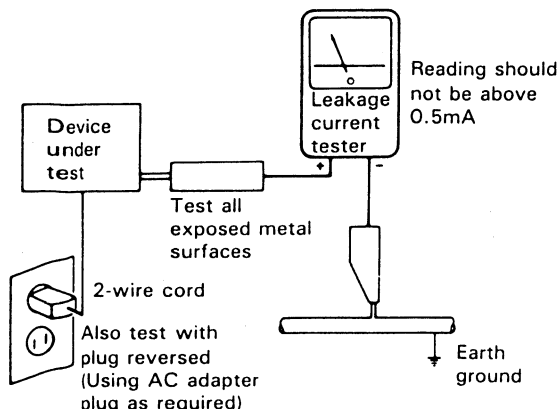 Device
under
test
Leakage
current
tester
+ -
Reading should
not be above
0.5mA
Test all
exposed metal
surfaces
2-wire cord
Also test with
plug reversed
(Using AC adapter
plug as required)
Earth
ground